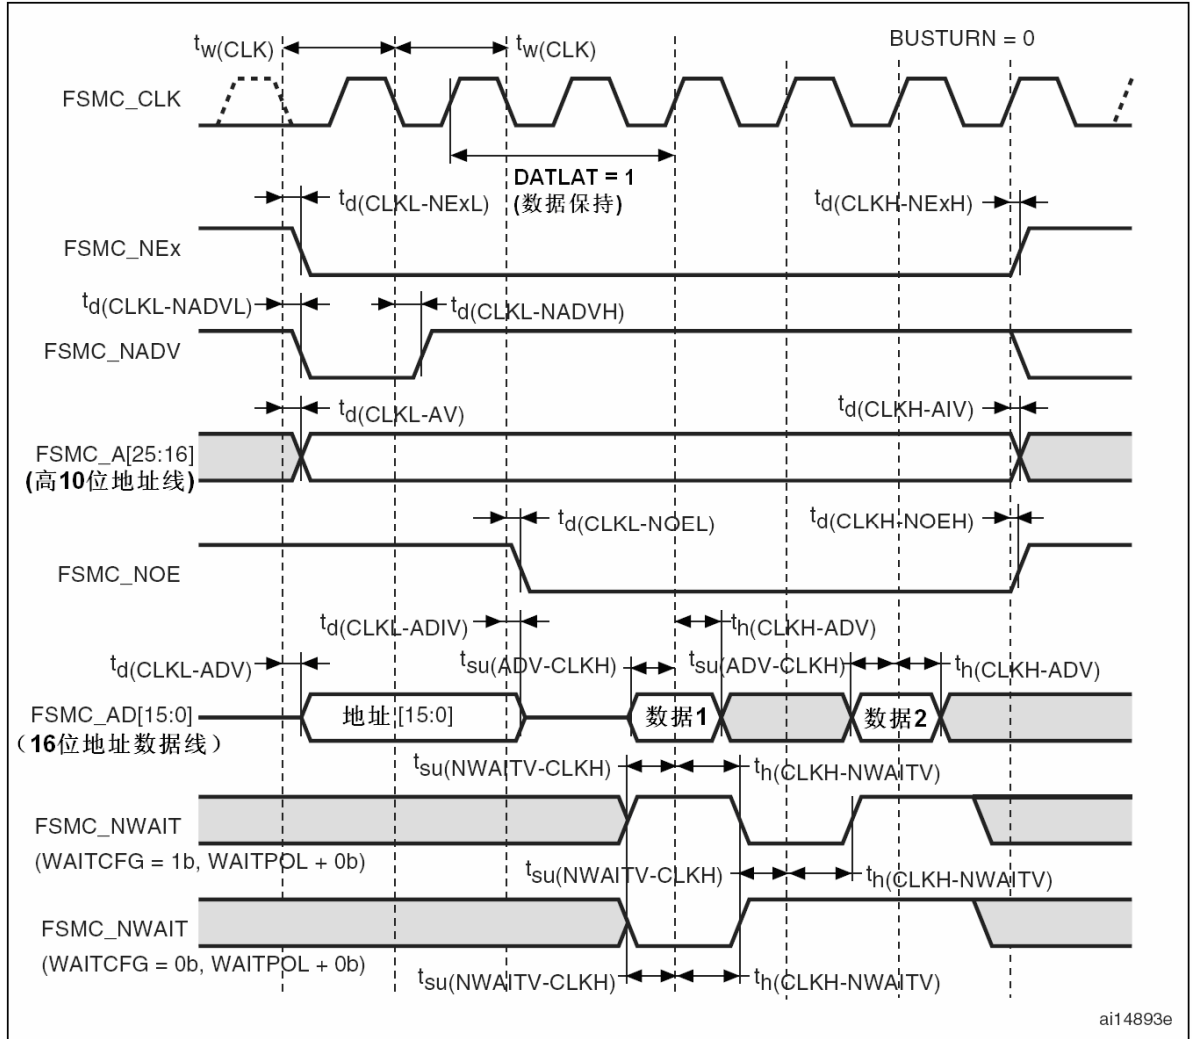 tw(CLK) tw(CLK) BUSTURN = 0
FSMC_CLK
DATLAT = 1
(数据保持)
td(CLKL-NExL) td(CLKH-NExH)
FSMC_NEx
td(CLKL-NADVL) td(CLKL-NADVH)
FSMC_NADV
td(CLKL-AV) td(CLKH-AIV)
FSMC_A[25:16]
(高10位地址线)
td(CLKL-NOEL) td(CLKH-NOEH)
FSMC_NOE
td(CLKL-ADIV) th(CLKH-ADV)
td(CLKL-ADV) tsu(ADV-CLKH) tsu(ADV-CLKH) th(CLKH-ADV)
FSMC_AD[15:0] 地址 [15:0] 数据1 数据2
(16位地址数据线)
tsu(NWAITV-CLKH) th(CLKH-NWAITV)
FSMC_NWAIT
(WAITCFG = 1b, WAITPOL + 0b)
tsu(NWAITV-CLKH) th(CLKH-NWAITV)
FSMC_NWAIT
(WAITCFG = 0b, WAITPOL + 0b)
tsu(NWAITV-CLKH) th(CLKH-NWAITV)
ai14893e